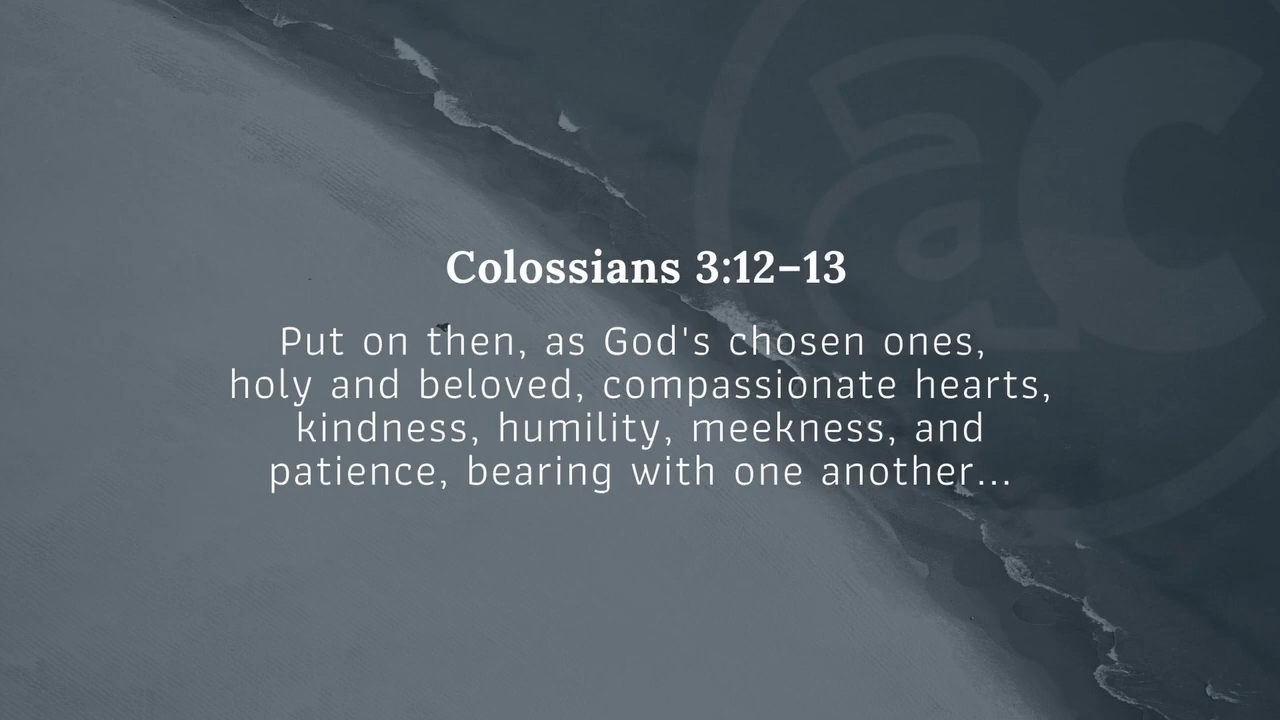 ac
Colossians 3:12–13
Put on then, as God's chosen ones,
holy and beloved, compassionate hearts,
kindness, humility, meekness, and
patience, bearing with one another...